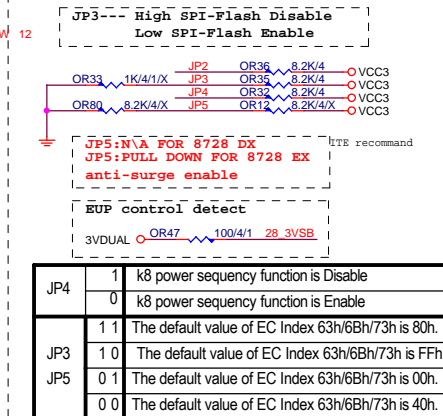 JP3--- High SPI-Flash Disable
Low SPI-Flash Enable
W 12
JP2 OR36 8.2K/4 VCC3
OR33 1K/4/1/X JP3 OR35 8.2K/4 VCC3
JP4 OR32 8.2K/4 VCC3
OR80 8.2K/4/X JP5 OR12 8.2K/4/X VCC3
JP5:N\A FOR 8728 DX
JP5:PULL DOWN FOR 8728 EX
anti-surge enable
ITE recommand
EUP control detect
3VDUAL OR47 100/4/1 28_3VSB
JP4 1 k8 power sequency function is Disable
0 k8 power sequency function is Enable
JP3 JP5 1 1 The default value of EC Index 63h/6Bh/73h is 80h.
1 0 The default value of EC Index 63h/6Bh/73h is FFh
0 1 The default value of EC Index 63h/6Bh/73h is 00h.
0 0 The default value of EC Index 63h/6Bh/73h is 40h.